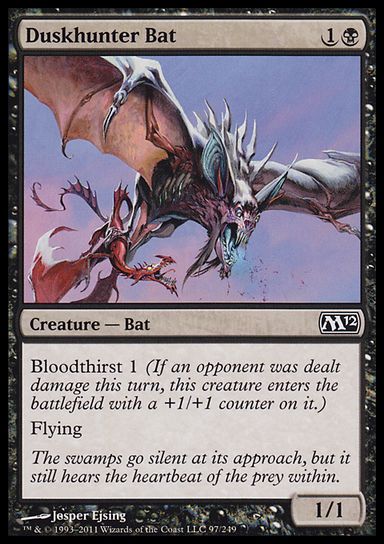 Duskhunter Bat 1
Creature — Bat M12
Bloodthirst 1 (If an opponent was dealt
damage this turn, this creature enters the
battlefield with a +1/+1 counter on it.)
Flying
The swamps go silent at its approach, but it
still hears the heartbeat of the prey within.
Jesper Ejsing
™ & © 1993–2011 Wizards of the Coast LLC 97/249
1/1